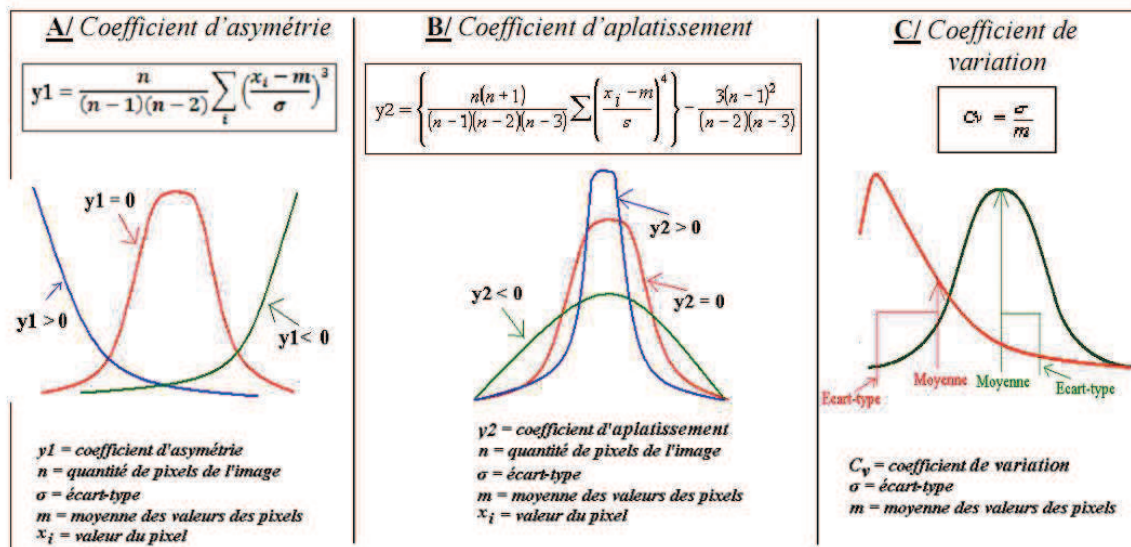 A/ Coefficient d'asymétrie
y1 = n / (n − 1)(n − 2) ∑i (xi − m / σ)^3
y1 = 0
y1 > 0
y1< 0
y1 = coefficient d'asymétrie
n = quantité de pixels de l'image
σ = écart-type
m = moyenne des valeurs des pixels
xi = valeur du pixel
B/ Coefficient d'aplatissement
y2 = { n(n + 1) / (n − 1)(n − 2)(n − 3) ∑ (xi − m / s)^4 } − 3(n − 1)^2 / (n − 2)(n − 3)
y2 > 0
y2 < 0
y2 = 0
y2 = coefficient d'aplatissement
n = quantité de pixels de l'image
σ = écart-type
m = moyenne des valeurs des pixels
xi = valeur du pixel
C/ Coefficient de
variation
Cv = σ / m
Moyenne
Moyenne
Ecart-type
Ecart-type
Cv = coefficient de variation
σ = écart-type
m = moyenne des valeurs des pixels